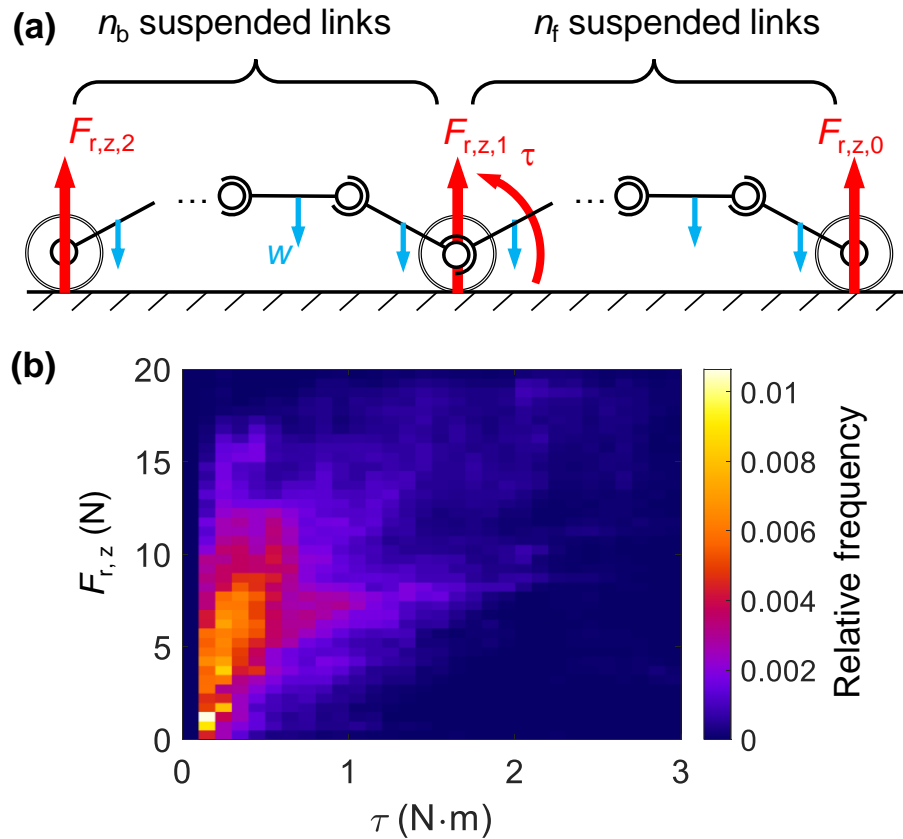 (a)
n_b suspended links
n_f suspended links
F_r,z,2
F_r,z,1
τ
F_r,z,0
...
...
w
(b)
20
15
10
5
0
F_r,z (N)
0
1
2
3
τ (N·m)
0.01
0.008
0.006
0.004
0.002
0
Relative frequency